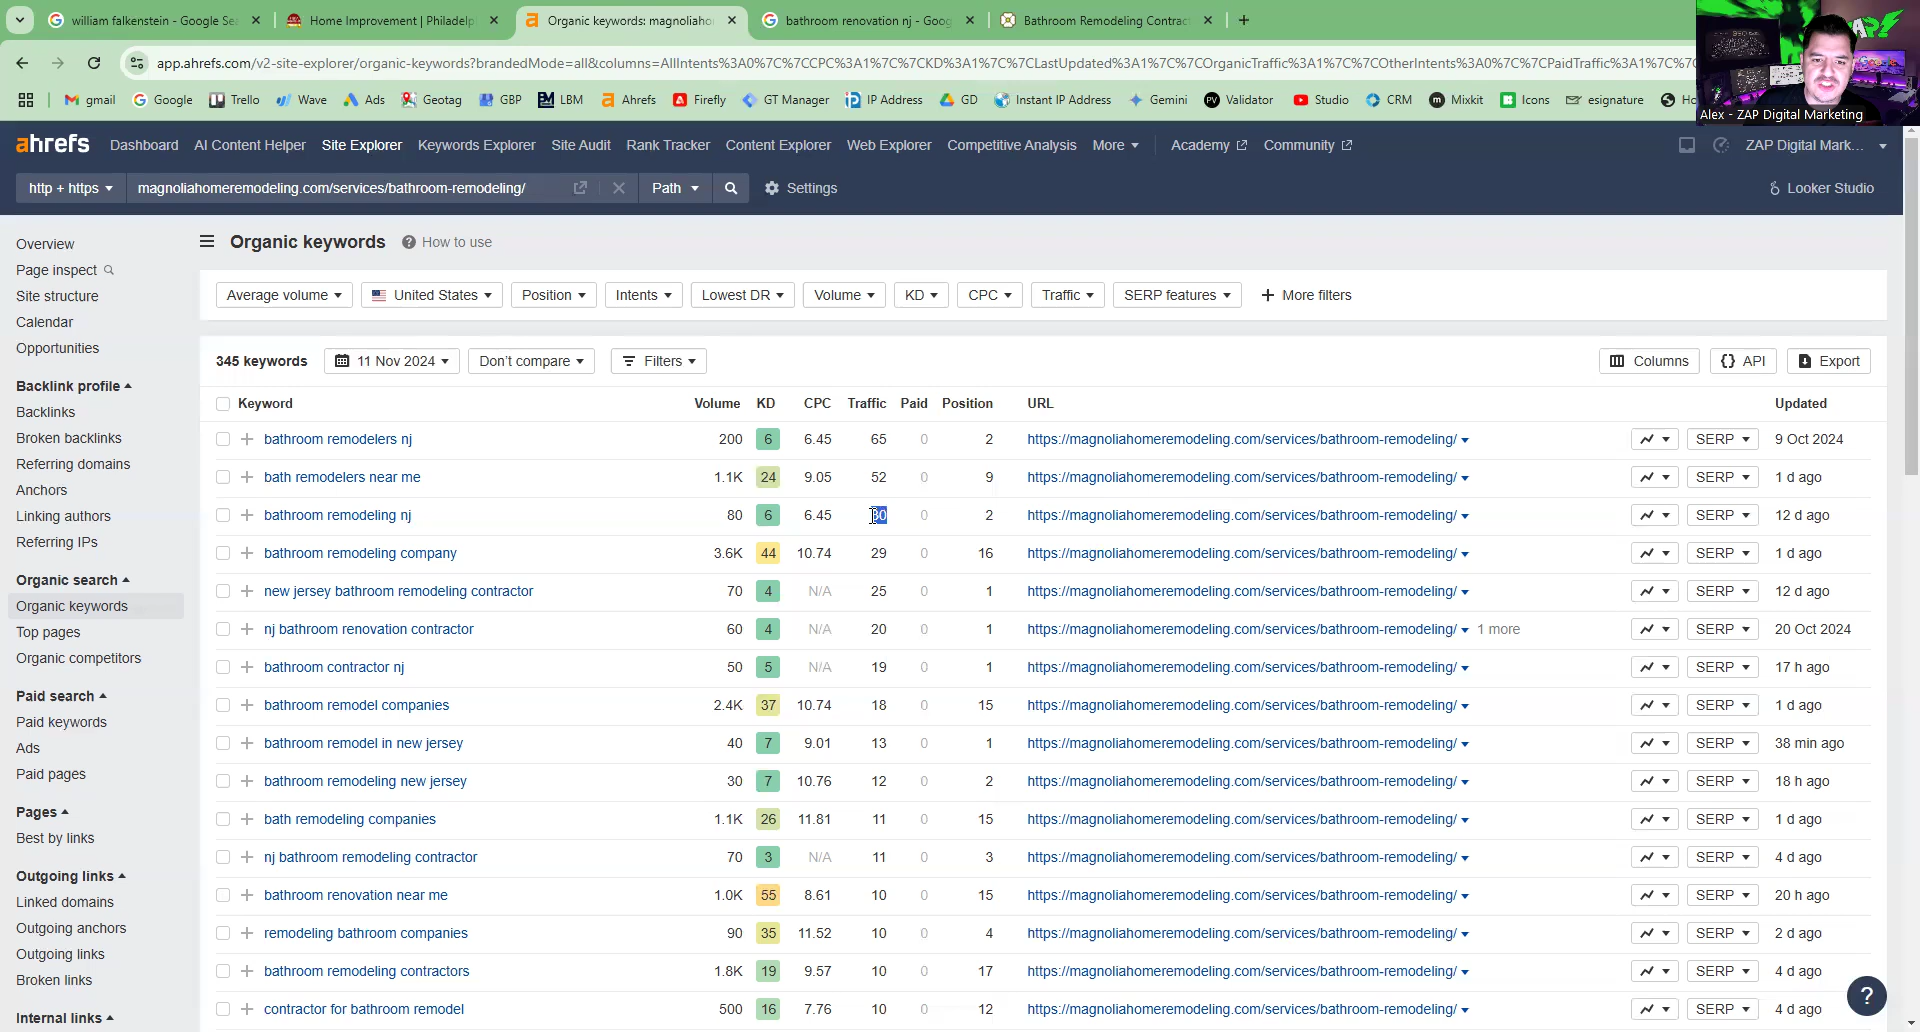 william falkenstein - Google Se
Home Improvement | Philadelp
Organic keywords: magnoliahor
bathroom renovation nj - Goog
Bathroom Remodeling Contract
app.ahrefs.com/v2-site-explorer/organic-keywords?brandedMode=all&columns=AllIntents%3A0%7C%7CCPC%3A1%7C%7CKD%3A1%7C%7CLastUpdated%3A1%7C%7COrganicTraffic%3A1%7C%7COtherIntents%3A0%7C%7CPaidTraffic%3A1%7C%7C
gmail Google Trello Wave Ads Geotag GBP LBM Ahrefs Firefly GT Manager IP Address GD Instant IP Address Gemini Validator Studio CRM Mixkit Icons esignature Ho
Alex - ZAP Digital Marketing
ahrefs Dashboard AI Content Helper Site Explorer Keywords Explorer Site Audit Rank Tracker Content Explorer Web Explorer Competitive Analysis More Academy Community ZAP Digital Mark...
http + https magnoliahomeremodeling.com/services/bathroom-remodeling/ Path Settings Looker Studio
Overview
Page inspect
Site structure
Calendar
Opportunities
Backlink profile
Backlinks
Broken backlinks
Referring domains
Anchors
Linking authors
Referring IPs
Organic search
Organic keywords
Top pages
Organic competitors
Paid search
Paid keywords
Ads
Paid pages
Pages
Best by links
Outgoing links
Linked domains
Outgoing anchors
Outgoing links
Broken links
Internal links
Organic keywords ? How to use
Average volume United States Position Intents Lowest DR Volume KD CPC Traffic SERP features + More filters
345 keywords 11 Nov 2024 Don't compare Filters Columns {} API Export
Keyword Volume KD CPC Traffic Paid Position URL Updated
bathroom remodelers nj 200 6 6.45 65 0 2 https://magnoliahomeremodeling.com/services/bathroom-remodeling/ SERP 9 Oct 2024
bath remodelers near me 1.1K 24 9.05 52 0 9 https://magnoliahomeremodeling.com/services/bathroom-remodeling/ SERP 1 d ago
bathroom remodeling nj 80 6 6.45 30 0 2 https://magnoliahomeremodeling.com/services/bathroom-remodeling/ SERP 12 d ago
bathroom remodeling company 3.6K 44 10.74 29 0 16 https://magnoliahomeremodeling.com/services/bathroom-remodeling/ SERP 1 d ago
new jersey bathroom remodeling contractor 70 4 N/A 25 0 1 https://magnoliahomeremodeling.com/services/bathroom-remodeling/ SERP 12 d ago
nj bathroom renovation contractor 60 4 N/A 20 0 1 https://magnoliahomeremodeling.com/services/bathroom-remodeling/ 1 more SERP 20 Oct 2024
bathroom contractor nj 50 5 N/A 19 0 1 https://magnoliahomeremodeling.com/services/bathroom-remodeling/ SERP 17 h ago
bathroom remodel companies 2.4K 37 10.74 18 0 15 https://magnoliahomeremodeling.com/services/bathroom-remodeling/ SERP 1 d ago
bathroom remodel in new jersey 40 7 9.01 13 0 1 https://magnoliahomeremodeling.com/services/bathroom-remodeling/ SERP 38 min ago
bathroom remodeling new jersey 30 7 10.76 12 0 2 https://magnoliahomeremodeling.com/services/bathroom-remodeling/ SERP 18 h ago
bath remodeling companies 1.1K 26 11.81 11 0 15 https://magnoliahomeremodeling.com/services/bathroom-remodeling/ SERP 1 d ago
nj bathroom remodeling contractor 70 3 N/A 11 0 3 https://magnoliahomeremodeling.com/services/bathroom-remodeling/ SERP 4 d ago
bathroom renovation near me 1.0K 55 8.61 10 0 15 https://magnoliahomeremodeling.com/services/bathroom-remodeling/ SERP 20 h ago
remodeling bathroom companies 90 35 11.52 10 0 4 https://magnoliahomeremodeling.com/services/bathroom-remodeling/ SERP 2 d ago
bathroom remodeling contractors 1.8K 19 9.57 10 0 17 https://magnoliahomeremodeling.com/services/bathroom-remodeling/ SERP 4 d ago
contractor for bathroom remodel 500 16 7.76 10 0 12 https://magnoliahomeremodeling.com/services/bathroom-remodeling/ SERP 4 d ago
?